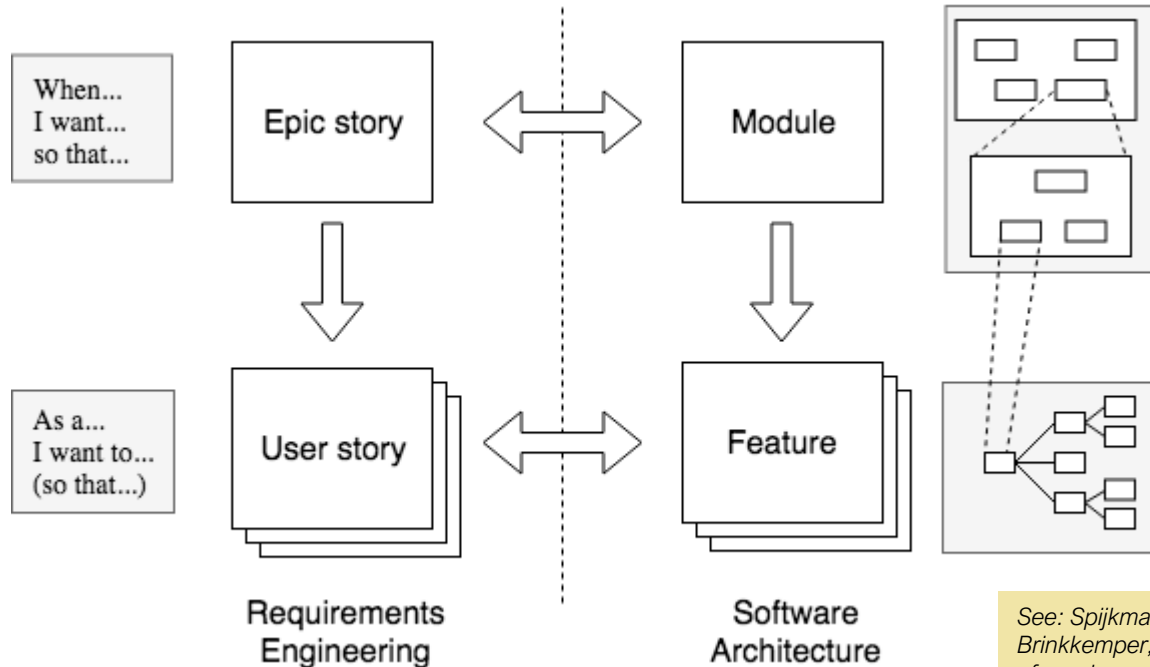 When...
I want...
so that...
Epic story
Module
As a...
I want to...
(so that...)
User story
Feature
Requirements
Engineering
Software
Architecture
See: Spijkma
Brinkkemper,